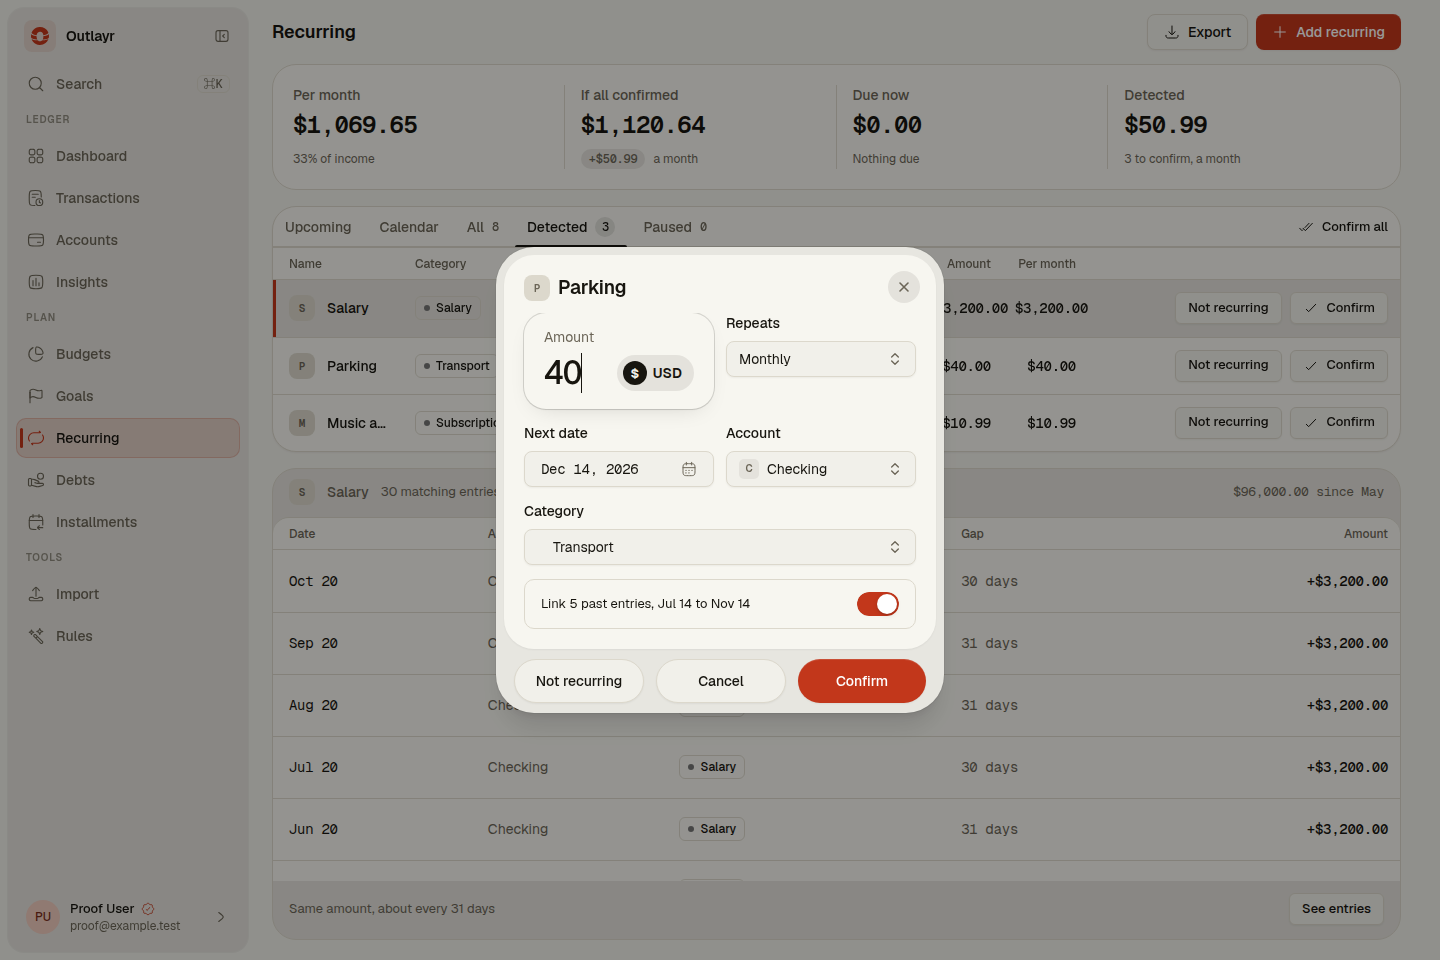 Outlayr
Search
⌘K
LEDGER
Dashboard
Transactions
Accounts
Insights
PLAN
Budgets
Goals
Recurring
Debts
Installments
TOOLS
Import
Rules
PU
Proof User
proof@example.test
Recurring
Export
Add recurring
Per month
$1,069.65
33% of income
If all confirmed
$1,120.64
+$50.99 a month
Due now
$0.00
Nothing due
Detected
$50.99
3 to confirm, a month
Upcoming Calendar All 8 Detected 3 Paused 0 Confirm all
Name Category Amount Per month
S Salary Salary 3,200.00 $3,200.00 Not recurring Confirm
P Parking Transport $40.00 $40.00 Not recurring Confirm
M Music a... Subscriptic $10.99 $10.99 Not recurring Confirm
S Salary 30 matching entries $96,000.00 since May
Date Gap Amount
Oct 20 30 days +$3,200.00
Sep 20 31 days +$3,200.00
Aug 20 31 days +$3,200.00
Jul 20 Checking Salary 30 days +$3,200.00
Jun 20 Checking Salary 31 days +$3,200.00
Same amount, about every 31 days See entries
P Parking
Amount
40
$ USD
Repeats
Monthly
Next date
Dec 14, 2026
Account
C Checking
Category
Transport
Link 5 past entries, Jul 14 to Nov 14
Not recurring Cancel Confirm